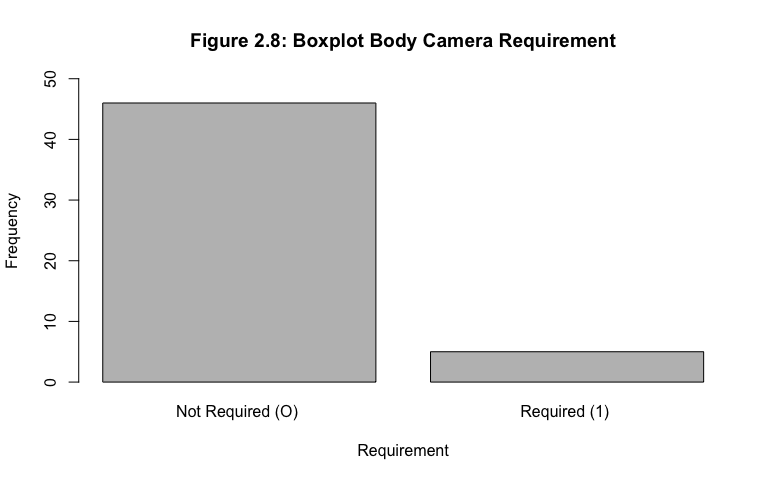 Figure 2.8: Boxplot Body Camera Requirement
50
40
30
20
10
0
Frequency
Not Required (O) Required (1)
Requirement